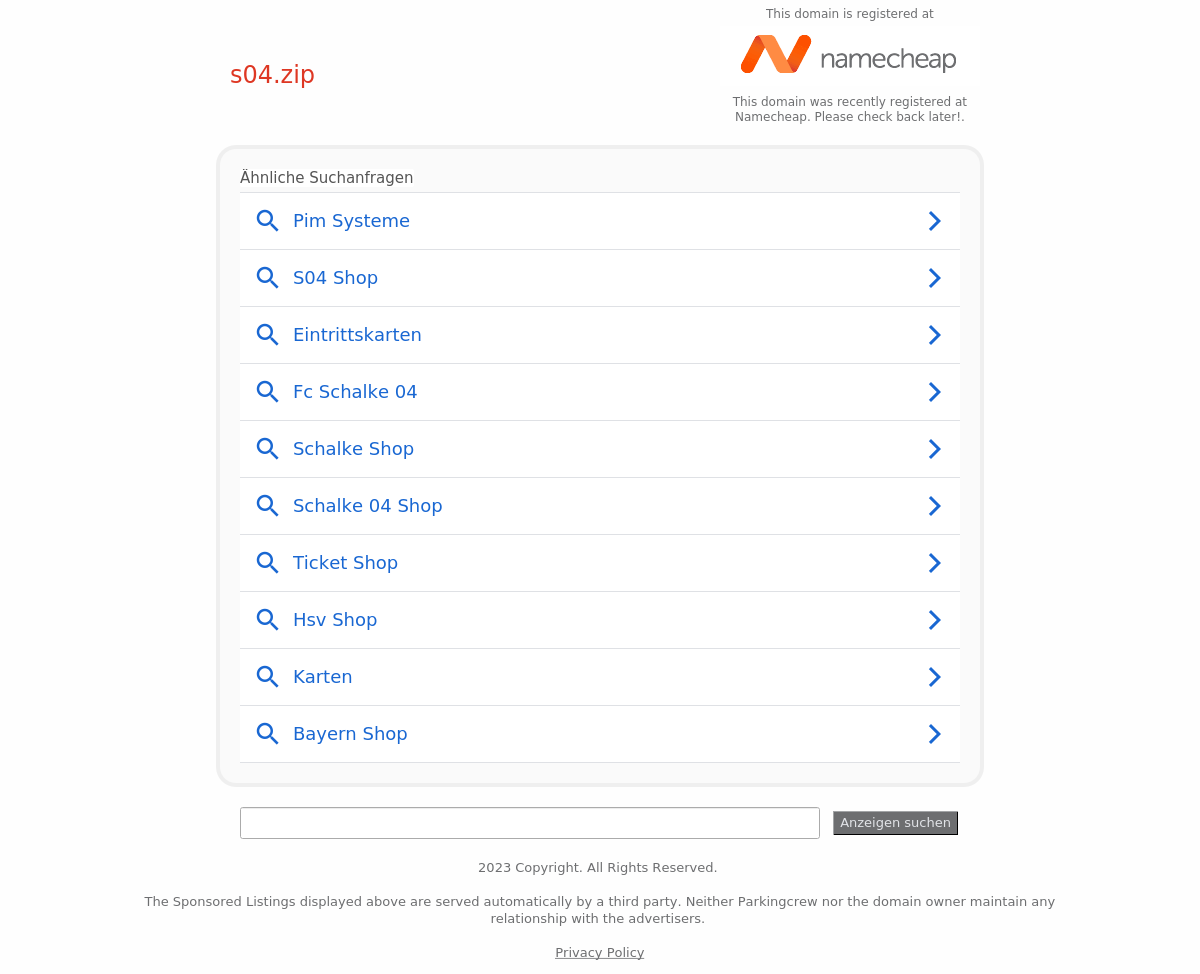 This domain is registered at
namecheap
s04.zip
This domain was recently registered at
Namecheap. Please check back later!.
Ähnliche Suchanfragen
Pim Systeme
S04 Shop
Eintrittskarten
Fc Schalke 04
Schalke Shop
Schalke 04 Shop
Ticket Shop
Hsv Shop
Karten
Bayern Shop
Anzeigen suchen
2023 Copyright. All Rights Reserved.
The Sponsored Listings displayed above are served automatically by a third party. Neither Parkingcrew nor the domain owner maintain any
relationship with the advertisers.
Privacy Policy